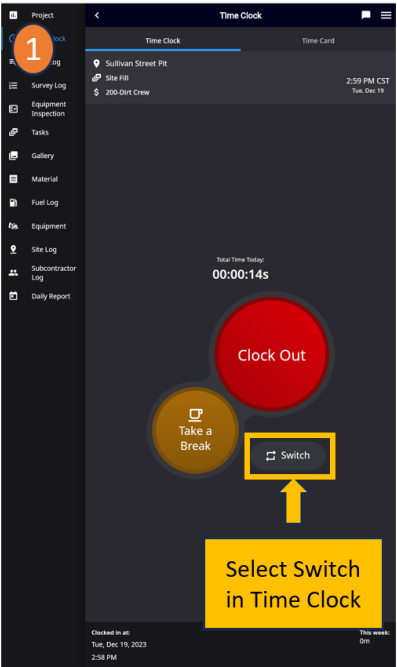 Project
Time Clock
Time Clock
Time Card
1
lock
og
Survey Log
Equipment
Inspection
Tasks
Gallery
Material
Fuel Log
Equipment
Site Log
Subcontractor
Log
Daily Report
Sullivan Street Pit
Site Fill
200-Dirt Crew
2:59 PM CST
Tue, Dec 19
Total Time Today:
00:00:14s
Clock Out
Take a
Break
Switch
Select Switch
in Time Clock
Clocked in at:
Tue, Dec 19, 2023
2:58 PM
This week:
0m